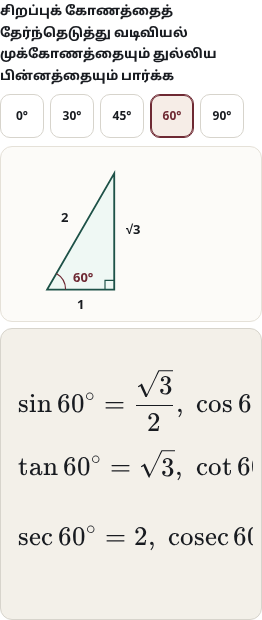 சிறப்புக் கோணத்தைத்
தேர்ந்தெடுத்து வடிவியல்
முக்கோணத்தையும் துல்லிய
பின்னத்தையும் பார்க்க
0° 30° 45° 60° 90°
2 √3
60°
1
sin 60° = √3/2, cos 6
tan 60° = √3, cot 6
sec 60° = 2, cosec 60